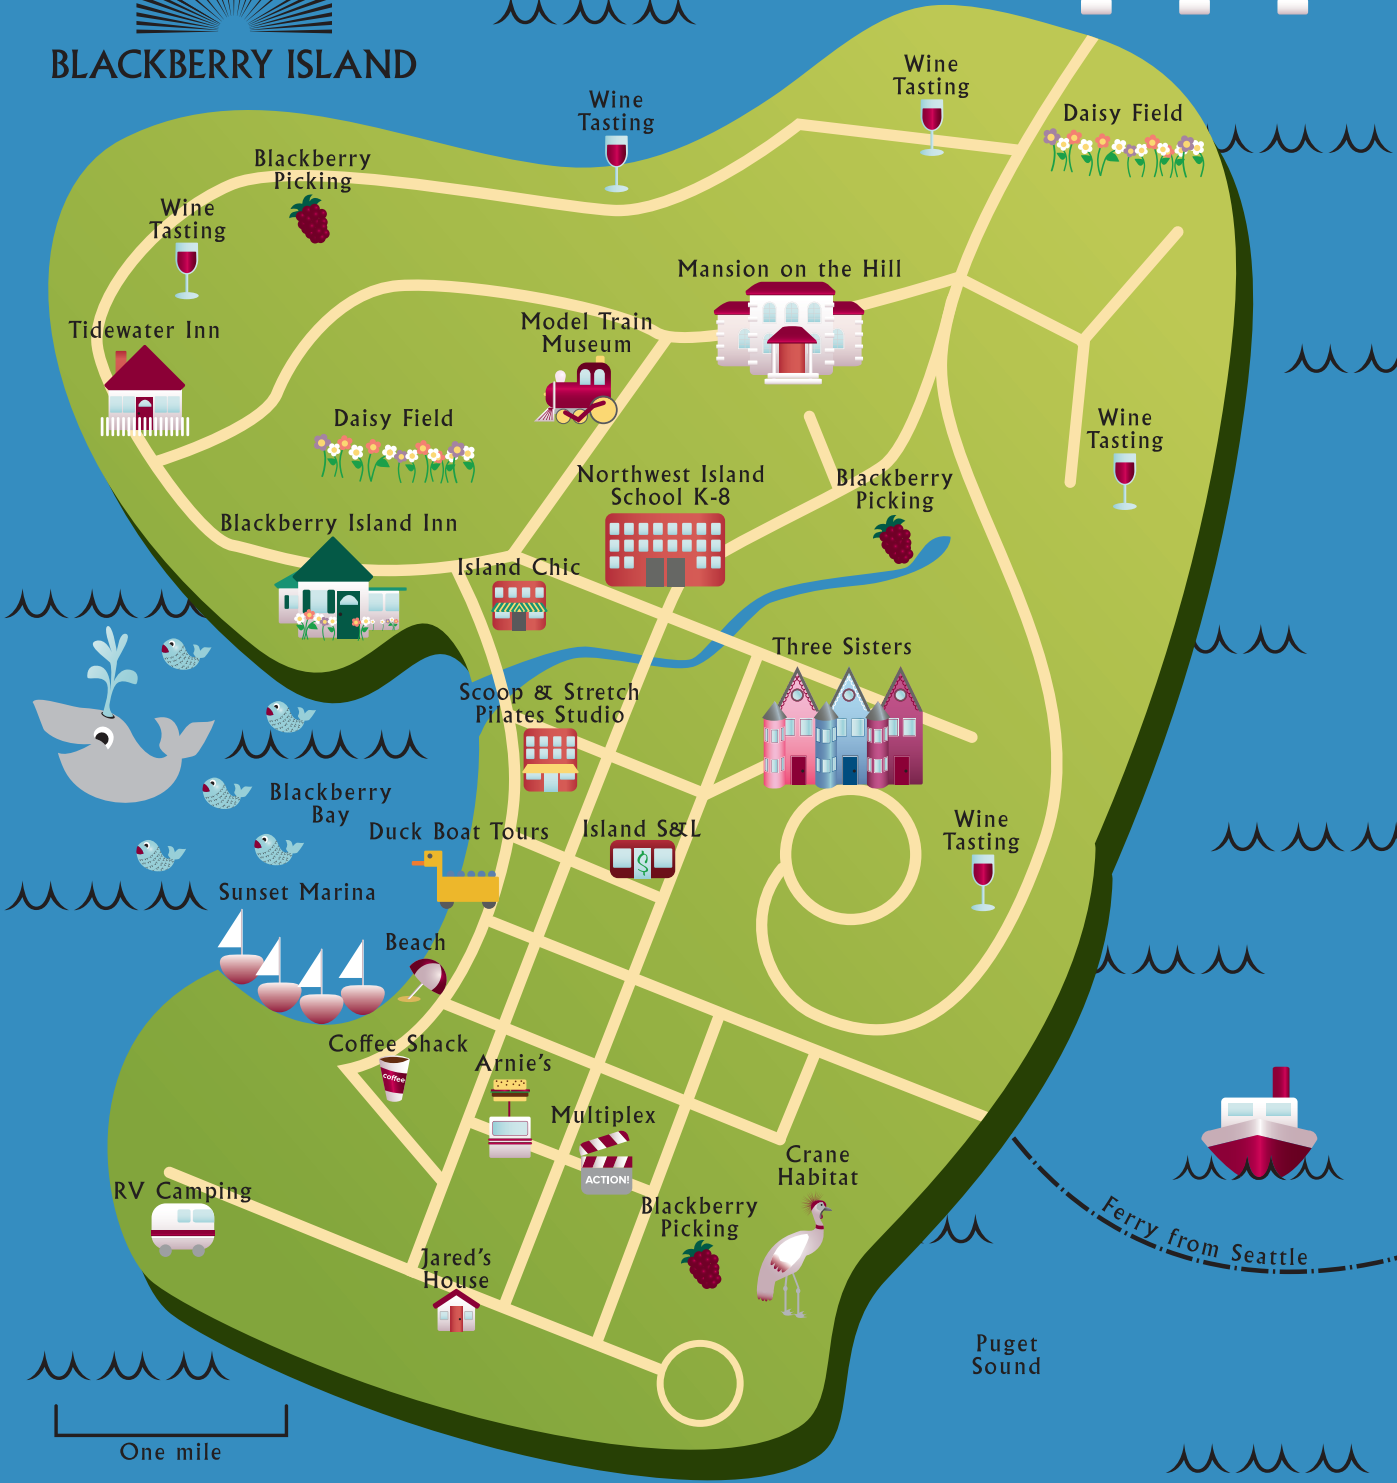 BLACKBERRY ISLAND
Wine
Tasting
Wine
Tasting
Daisy Field
Blackberry
Picking
Wine
Tasting
Mansion on the Hill
Tidewater Inn
Model Train
Museum
Daisy Field
Wine
Tasting
Northwest Island
School K-8
Blackberry
Picking
Blackberry Island Inn
Island Chic
Three Sisters
Scoop & Stretch
Pilates Studio
Blackberry
Bay
Duck Boat Tours
Island S&L
Wine
Tasting
Sunset Marina
Beach
Coffee Shack
coffee
Arnie's
Multiplex
ACTION!
Crane
Habitat
RV Camping
Blackberry
Picking
Jared's
House
Ferry from Seattle
Puget
Sound
One mile